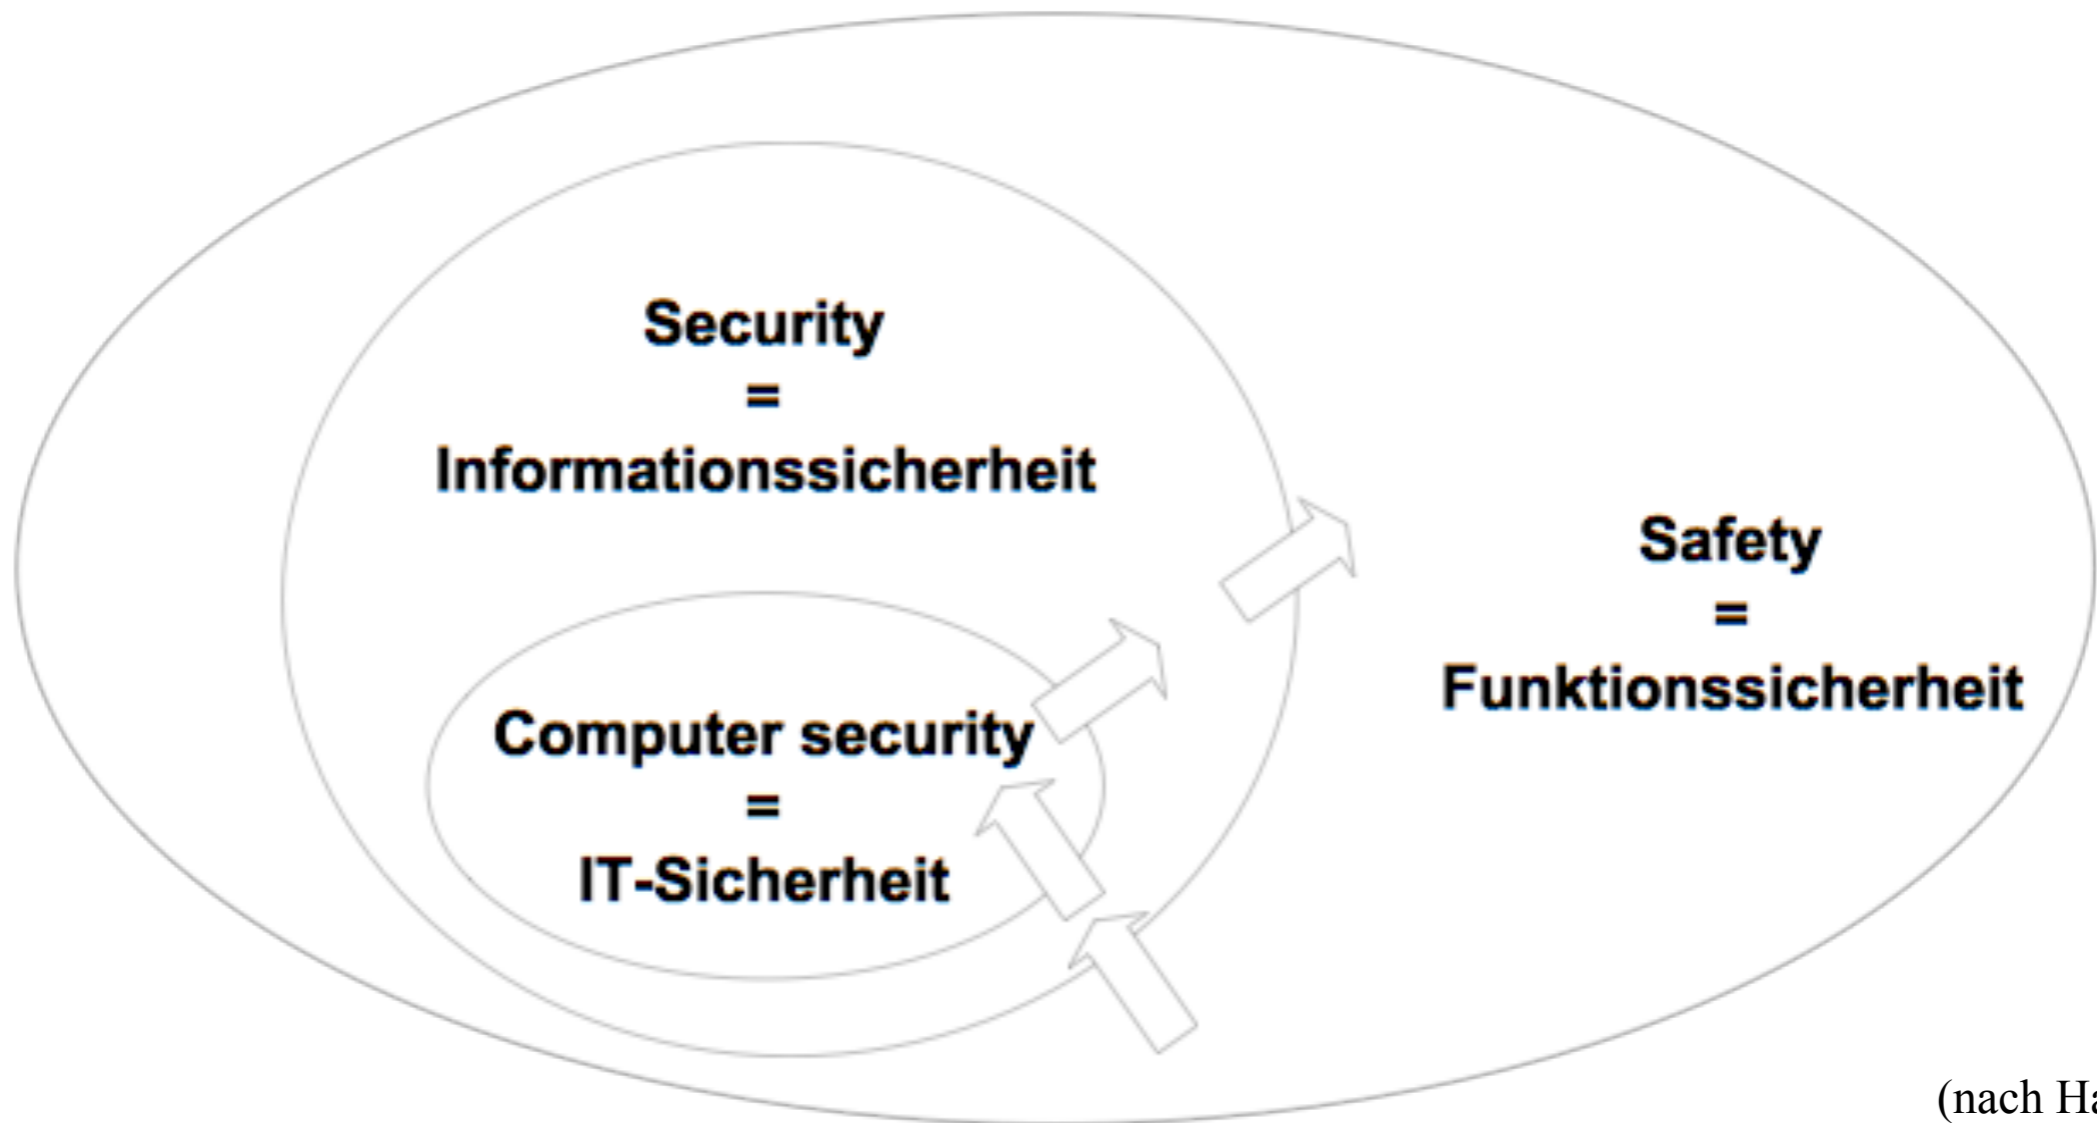 Security
=
Informationssicherheit
Safety
=
Funktionssicherheit
Computer security
=
IT-Sicherheit
(nach